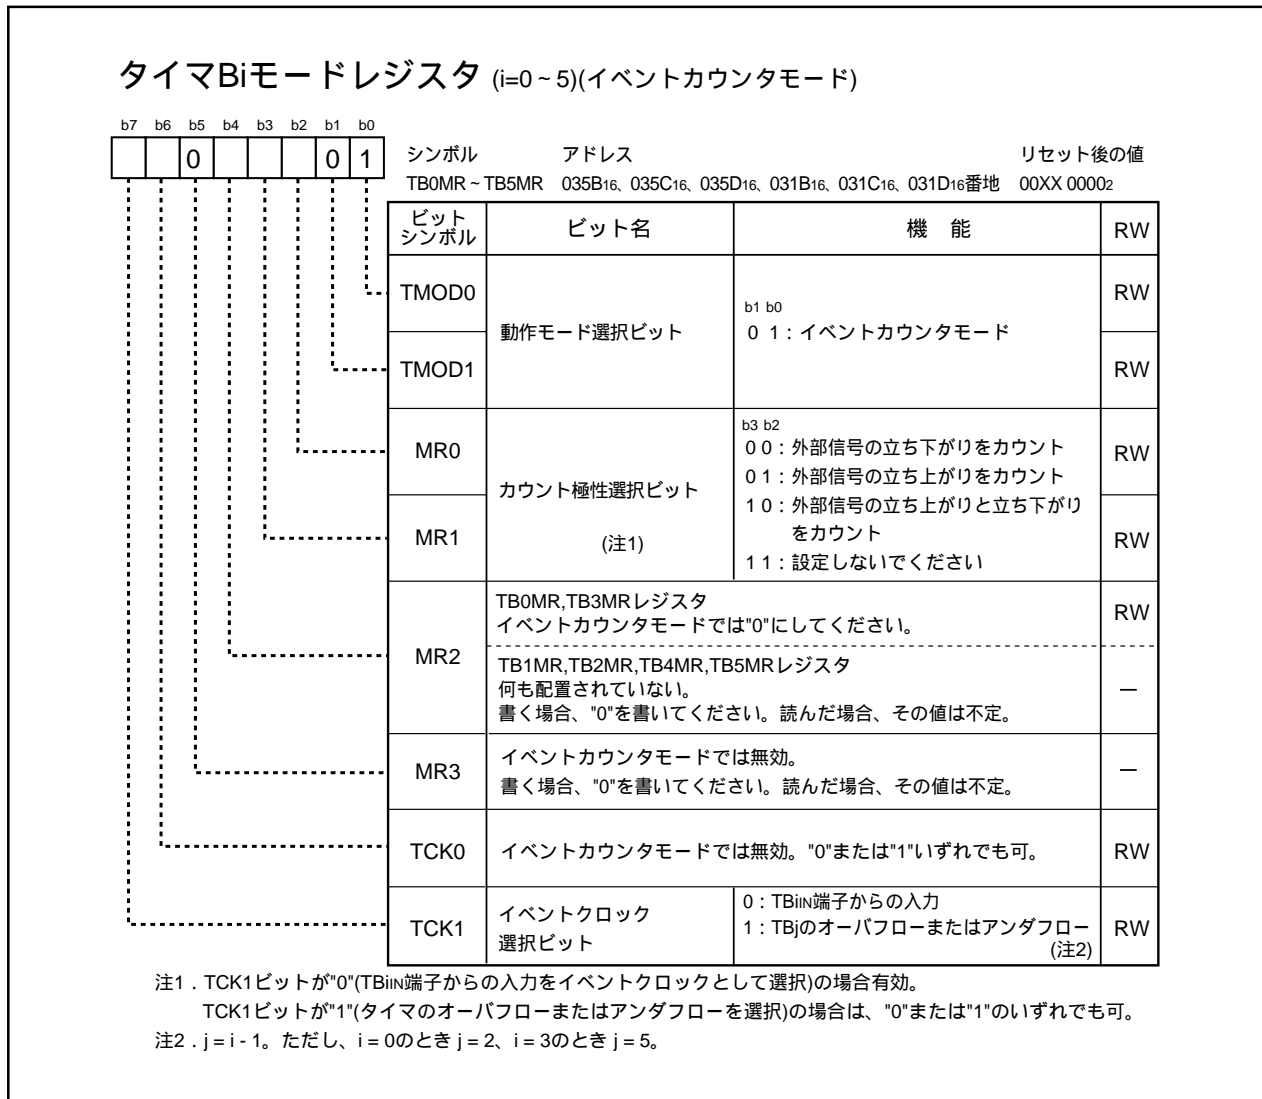 タイマBiモードレジスタ (i=0～5)(イベントカウンタモード)
b7 b6 b5 b4 b3 b2 b1 b0
0 0 1
シンボル アドレス リセット後の値
TB0MR～TB5MR 035B16、035C16、035D16、031B16、031C16、031D16番地 00XX 00002
ビット
シンボル
ビット名
機 能
RW
TMOD0
TMOD1
動作モード選択ビット
b1 b0
0 1：イベントカウンタモード
RW
RW
MR0
MR1
カウント極性選択ビット
(注1)
b3 b2
0 0：外部信号の立ち下がりをカウント
0 1：外部信号の立ち上がりをカウント
1 0：外部信号の立ち上がりと立ち下がり
をカウント
1 1：設定しないでください
RW
RW
MR2
TB0MR,TB3MRレジスタ
イベントカウンタモードでは"0"にしてください。
RW
TB1MR,TB2MR,TB4MR,TB5MRレジスタ
何も配置されていない。
書く場合、"0"を書いてください。読んだ場合、その値は不定。
－
MR3
イベントカウンタモードでは無効。
書く場合、"0"を書いてください。読んだ場合、その値は不定。
－
TCK0
イベントカウンタモードでは無効。"0"または"1"いずれでも可。
RW
TCK1
イベントクロック
選択ビット
0：TBiIN端子からの入力
1：TBjのオーバフローまたはアンダフロー
(注2)
RW
注1．TCK1ビットが"0"(TBiIN端子からの入力をイベントクロックとして選択)の場合有効。
TCK1ビットが"1"(タイマのオーバフローまたはアンダフローを選択)の場合は、"0"または"1"のいずれでも可。
注2．j = i - 1。ただし、i = 0のとき j = 2、i = 3のとき j = 5。